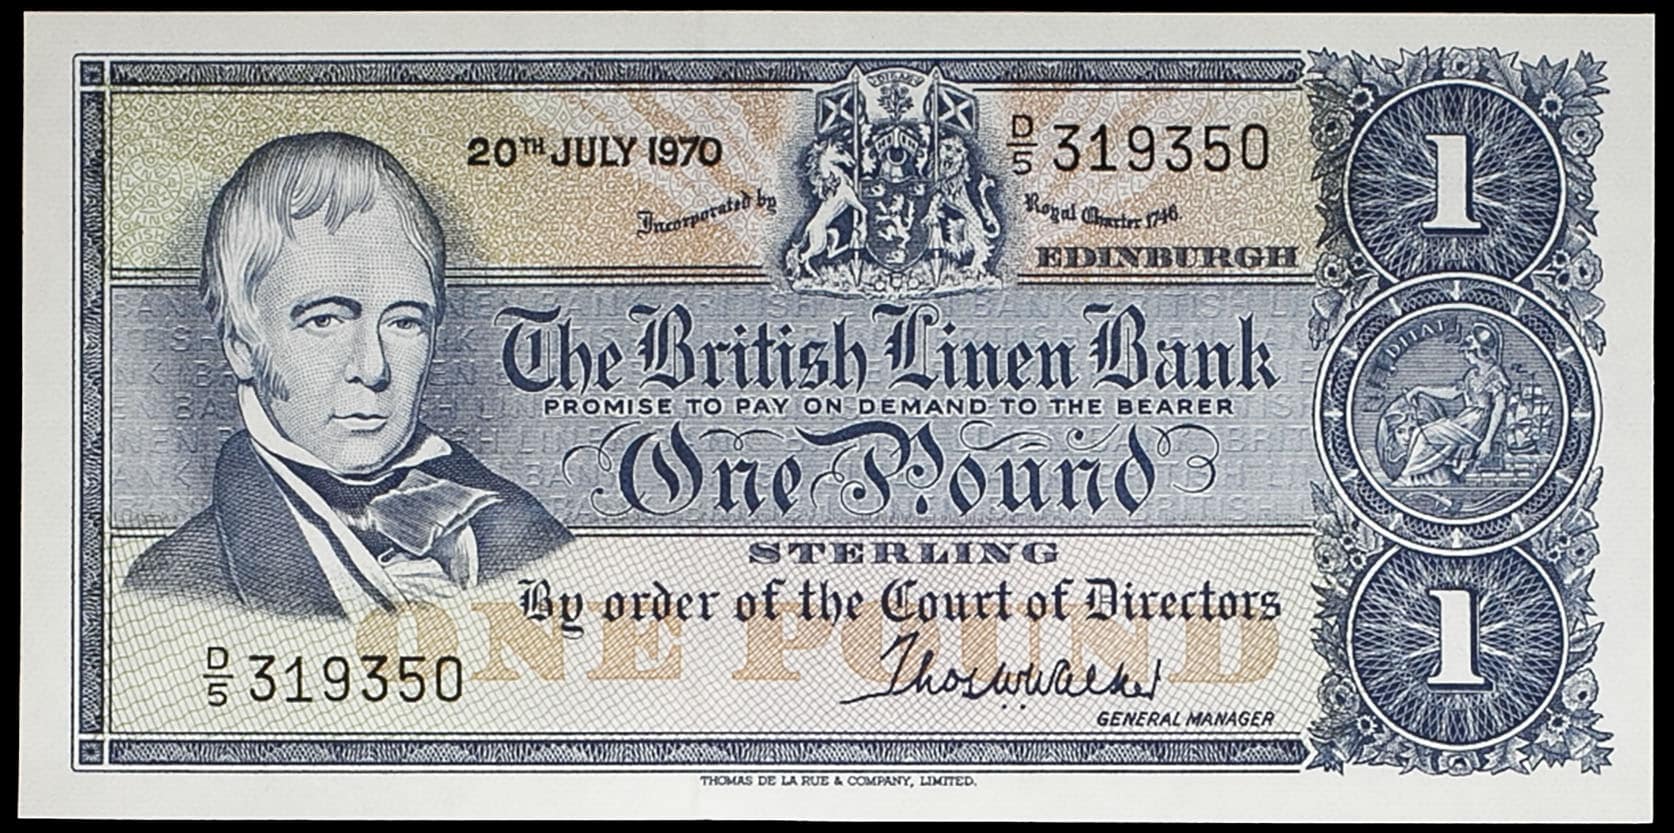 20TH JULY 1970
D/5 319350
Incorporated by
Royal Charter 1746
EDINBURGH
The British Linen Bank
PROMISE TO PAY ON DEMAND TO THE BEARER
One Pound
STERLING
By order of the Court of Directors
ONE POUND
Thos W Walker
GENERAL MANAGER
D/5 319350
1
1
THOMAS DE LA RUE & COMPANY, LIMITED.